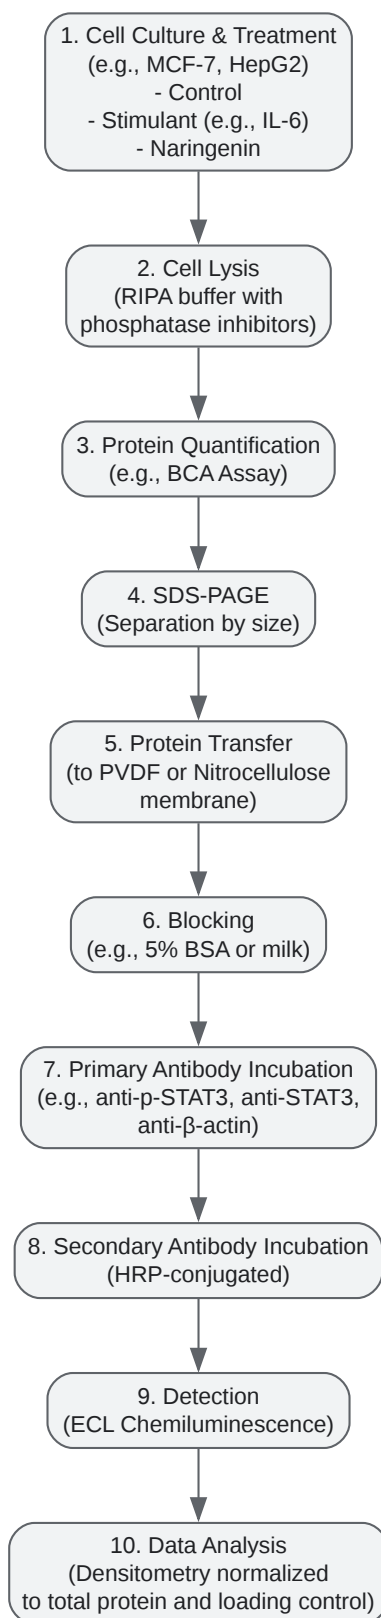 1. Cell Culture & Treatment
(e.g., MCF-7, HepG2)
- Control
- Stimulant (e.g., IL-6)
- Naringenin
2. Cell Lysis
(RIPA buffer with
phosphatase inhibitors)
3. Protein Quantification
(e.g., BCA Assay)
4. SDS-PAGE
(Separation by size)
5. Protein Transfer
(to PVDF or Nitrocellulose
membrane)
6. Blocking
(e.g., 5% BSA or milk)
7. Primary Antibody Incubation
(e.g., anti-p-STAT3, anti-STAT3,
anti-β-actin)
8. Secondary Antibody Incubation
(HRP-conjugated)
9. Detection
(ECL Chemiluminescence)
10. Data Analysis
(Densitometry normalized
to total protein and loading control)